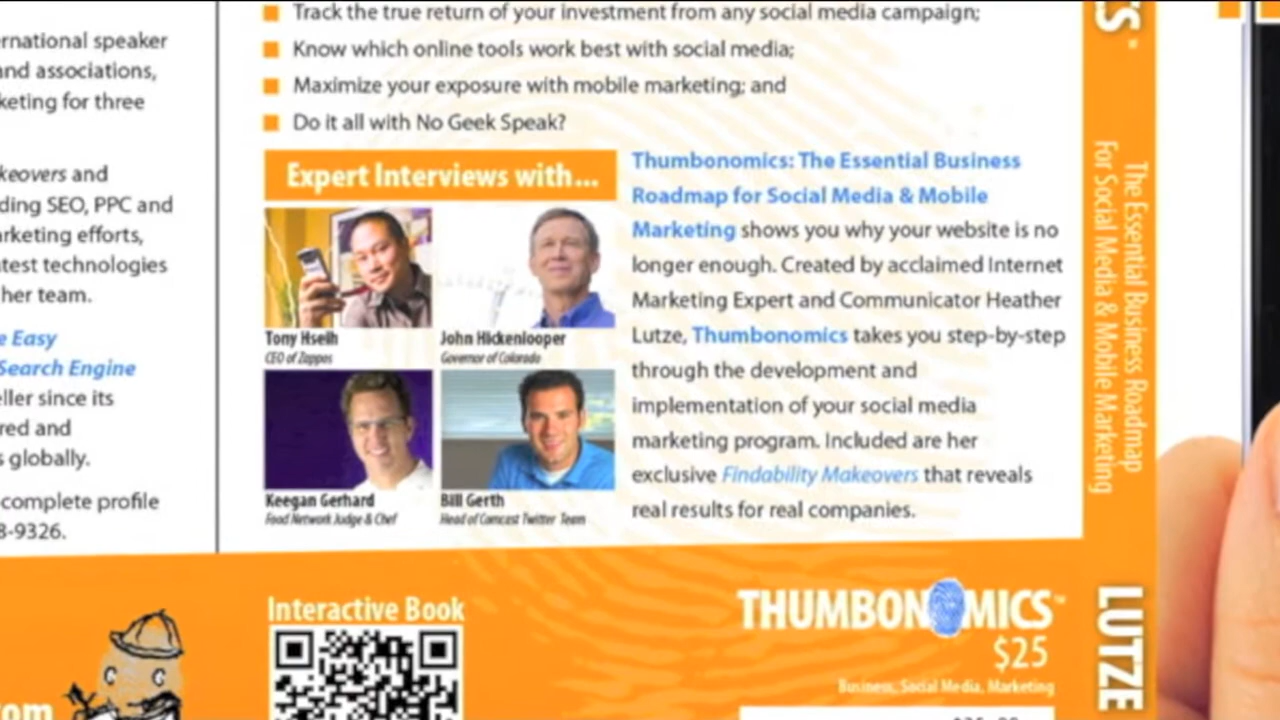 ernational speaker
and associations,
keting for three
keovers and
ding SEO, PPC and
arketing efforts,
atest technologies
her team.
e Easy
Search Engine
eller since its
red and
s globally.
complete profile
8-9326.
Track the true return of your investment from any social media campaign;
Know which online tools work best with social media;
Maximize your exposure with mobile marketing; and
Do it all with No Geek Speak?
Expert Interviews with...
Tony Hseih
CEO of Zappos
John Hickenlooper
Governor of Colorado
Keegan Gerhard
Food Network Judge & Chef
Bill Gerth
Head of Comcast Twitter Team
Thumbonomics: The Essential Business
Roadmap for Social Media & Mobile
Marketing shows you why your website is no
longer enough. Created by acclaimed Internet
Marketing Expert and Communicator Heather
Lutze, Thumbonomics takes you step-by-step
through the development and
implementation of your social media
marketing program. Included are her
exclusive Findability Makeovers that reveals
real results for real companies.
Interactive Book
THUMBONOMICS™
$25
Business, Social Media, Marketing
om
CS
The Essential Business Roadmap
For Social Media & Mobile Marketing
LUTZE